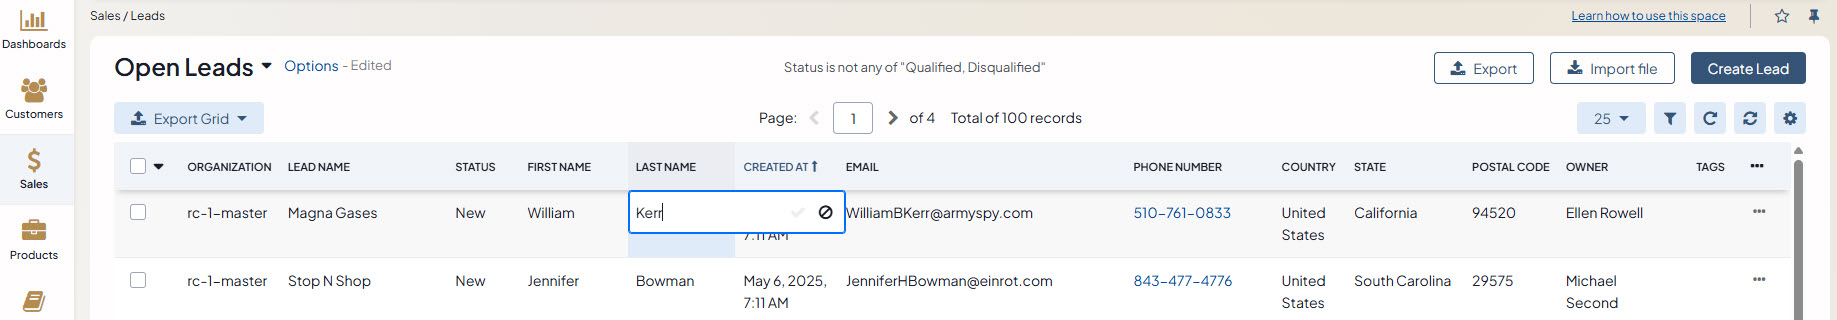 Sales / Leads
Learn how to use this space
Dashboards
Customers
Sales
Products
Open Leads
Options - Edited
Status is not any of "Qualified, Disqualified"
Export
Import file
Create Lead
Export Grid
Page: 1 of 4 Total of 100 records
25
ORGANIZATION LEAD NAME STATUS FIRST NAME LAST NAME CREATED AT EMAIL PHONE NUMBER COUNTRY STATE POSTAL CODE OWNER TAGS
rc-1-master Magna Gases New William Kerr WilliamBKerr@armyspy.com 510-761-0833 United California 94520 Ellen Rowell
7:11 AM States
rc-1-master Stop N Shop New Jennifer Bowman May 6, 2025, JenniferHBowman@einrot.com 843-477-4776 United South Carolina 29575 Michael
7:11 AM States Second